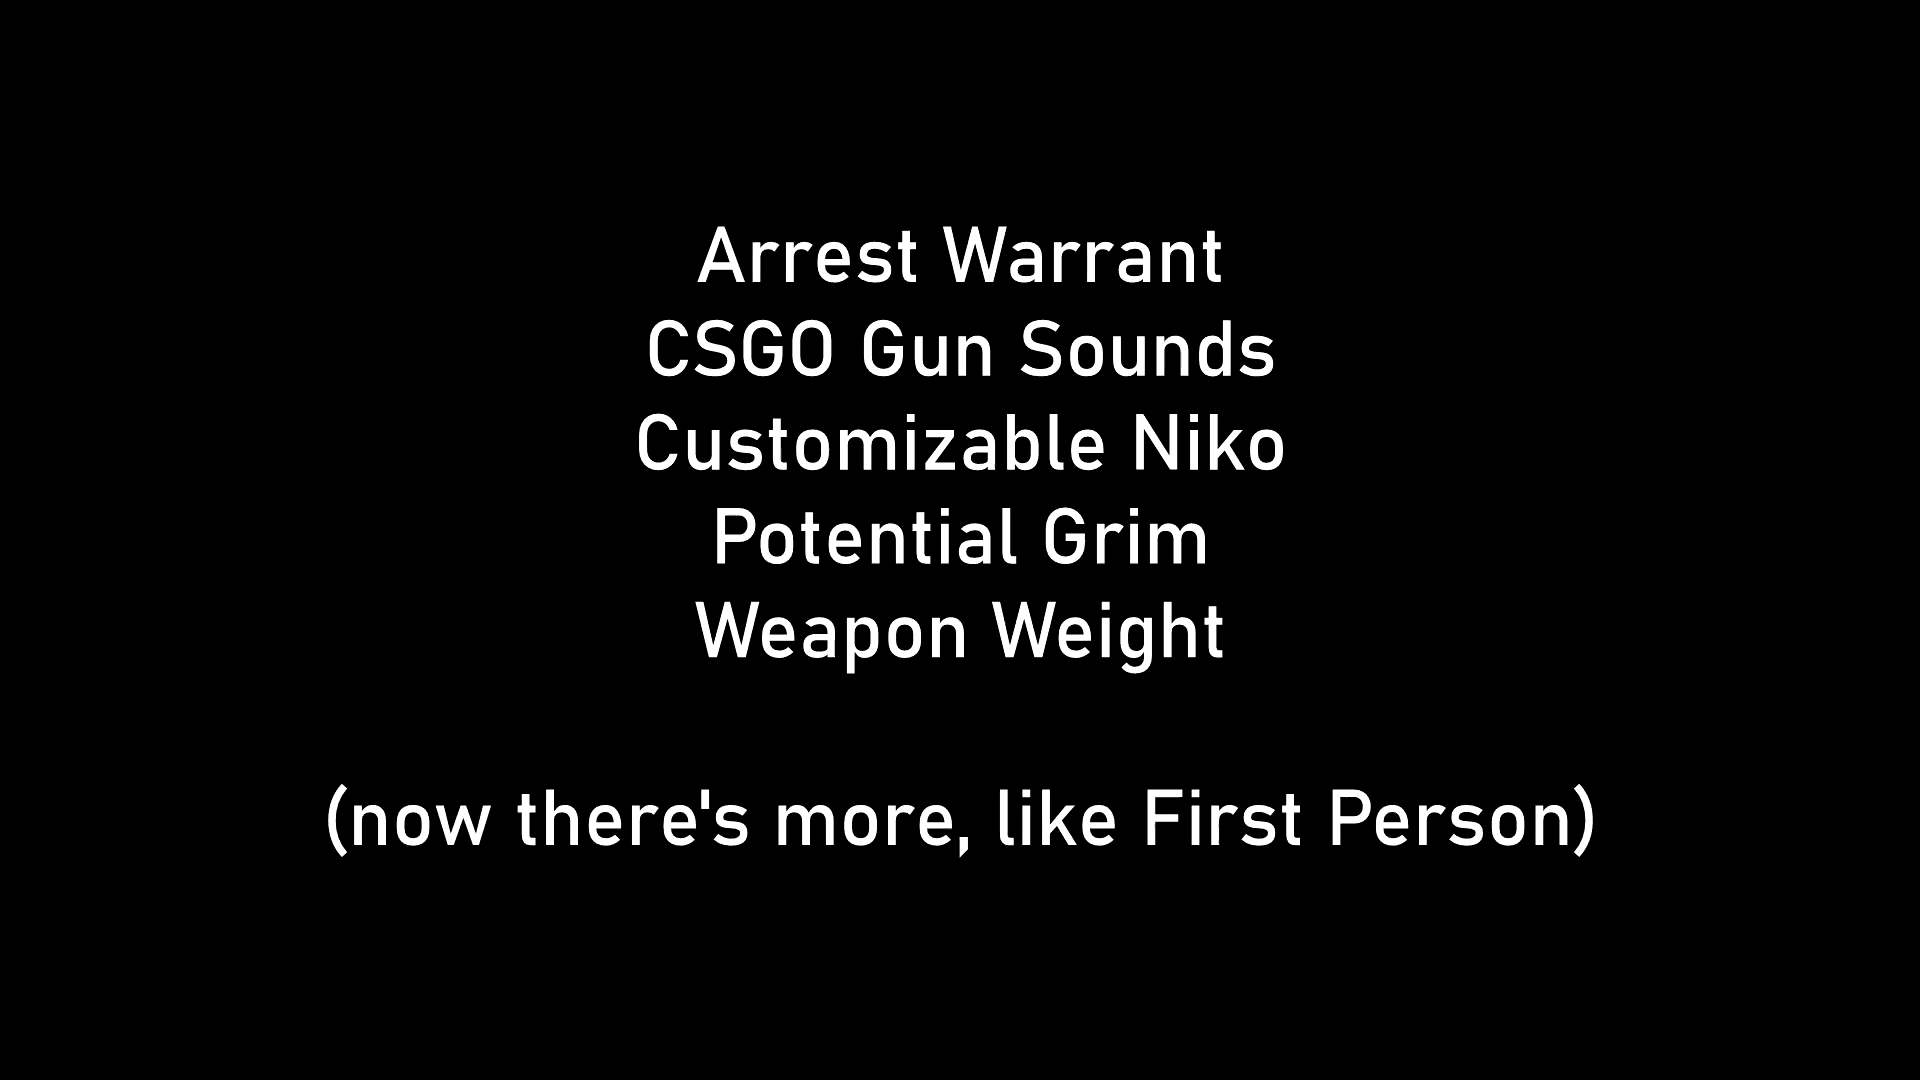 Arrest Warrant
CSGO Gun Sounds
Customizable Niko
Potential Grim
Weapon Weight
(now there's more, like First Person)